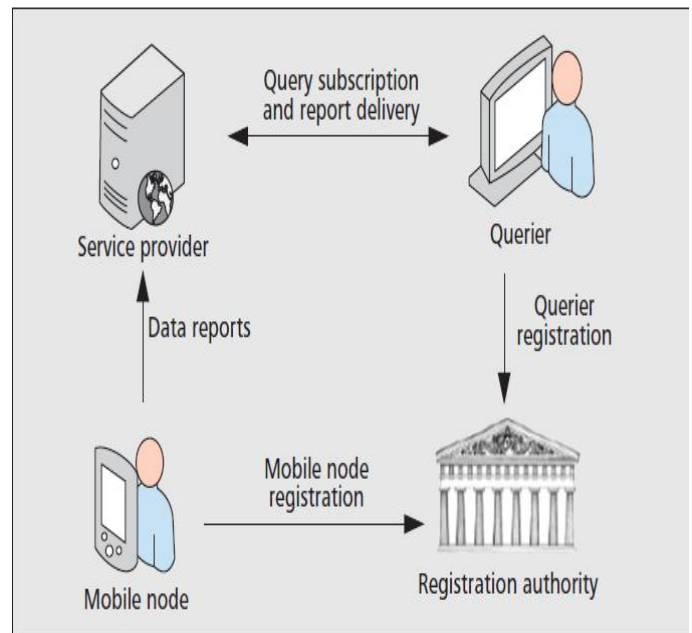 Query subscription
and report delivery
Service provider
Querier
Data reports
Querier
registration
Mobile node
registration
Mobile node
Registration authority